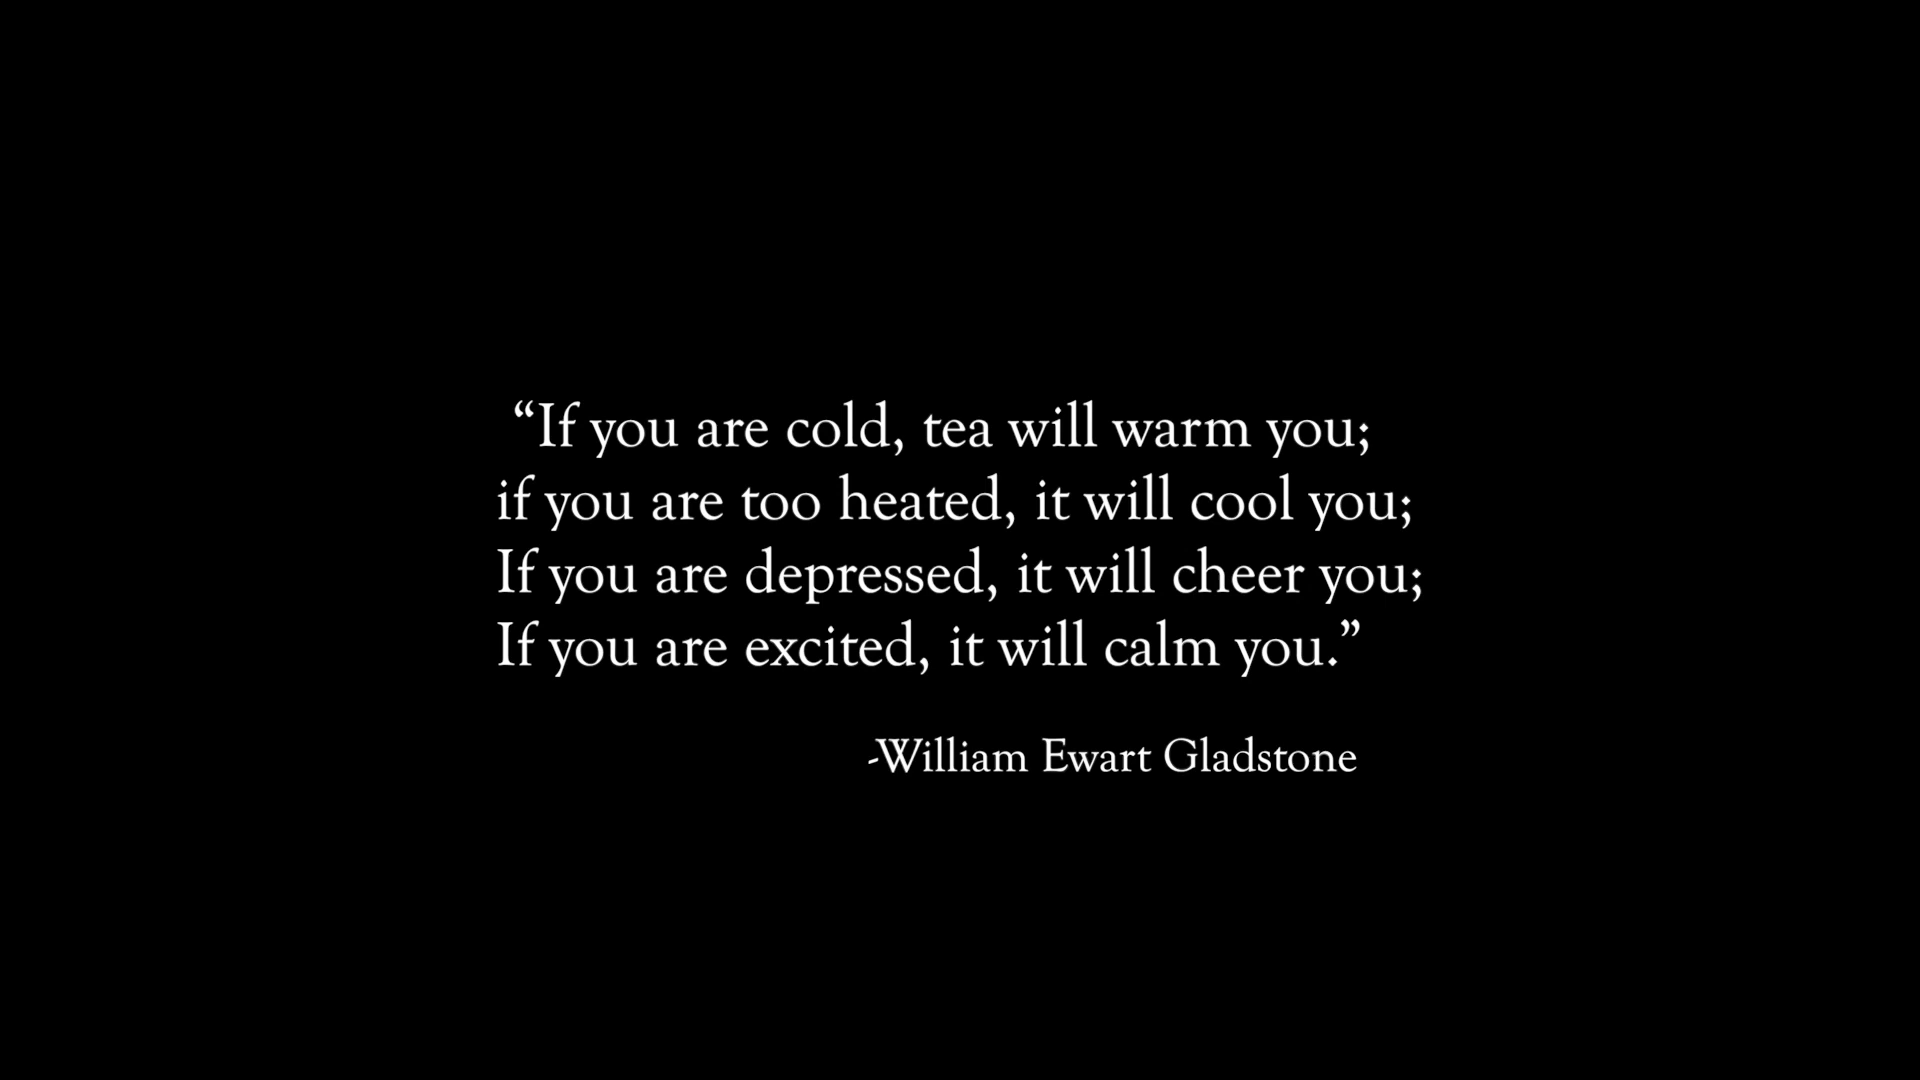 “If you are cold, tea will warm you;
if you are too heated, it will cool you;
If you are depressed, it will cheer you;
If you are excited, it will calm you.”
-William Ewart Gladstone